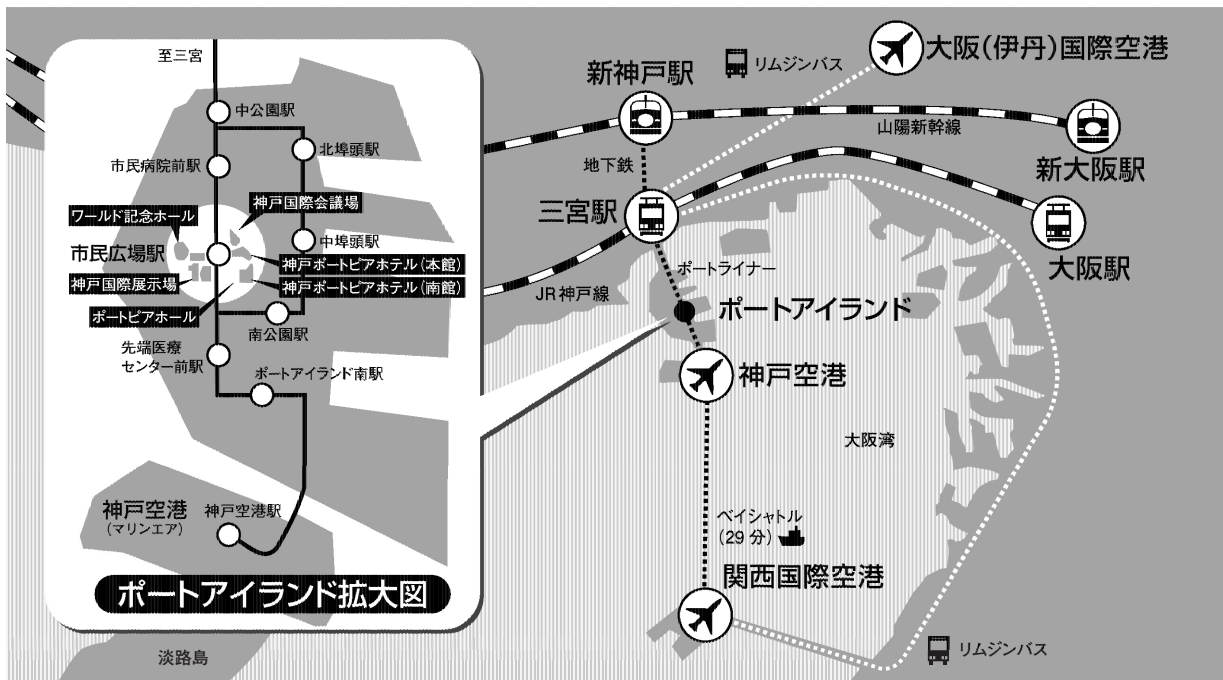 至三宮
中公園駅
北埠頭駅
市民病院前駅
神戸国際会議場
ワールド記念ホール
中埠頭駅
市民広場駅
神戸ポートピアホテル（本館）
神戸国際展示場
神戸ポートピアホテル（南館）
ポートピアホール
南公園駅
先端医療
センター前駅
ポートアイランド南駅
神戸空港
（マリンエア）
神戸空港駅
ポートアイランド拡大図
淡路島
大阪（伊丹）国際空港
リムジンバス
新神戸駅
山陽新幹線
地下鉄
新大阪駅
三宮駅
大阪駅
ポートライナー
JR神戸線
ポートアイランド
神戸空港
大阪湾
ベイシャトル
（29分）
関西国際空港
リムジンバス